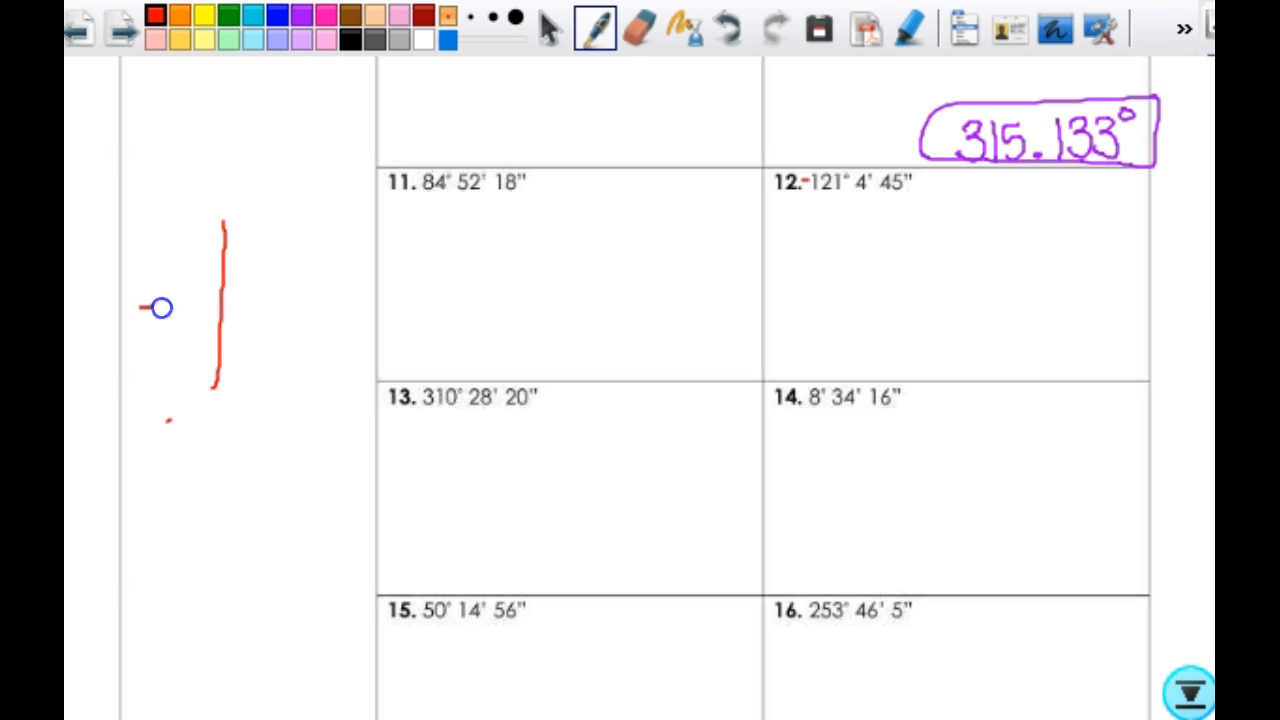 315.133°
11. 84° 52' 18"
12.-121° 4' 45"
13. 310° 28' 20"
14. 8° 34' 16"
15. 50° 14' 56"
16. 253° 46' 5"